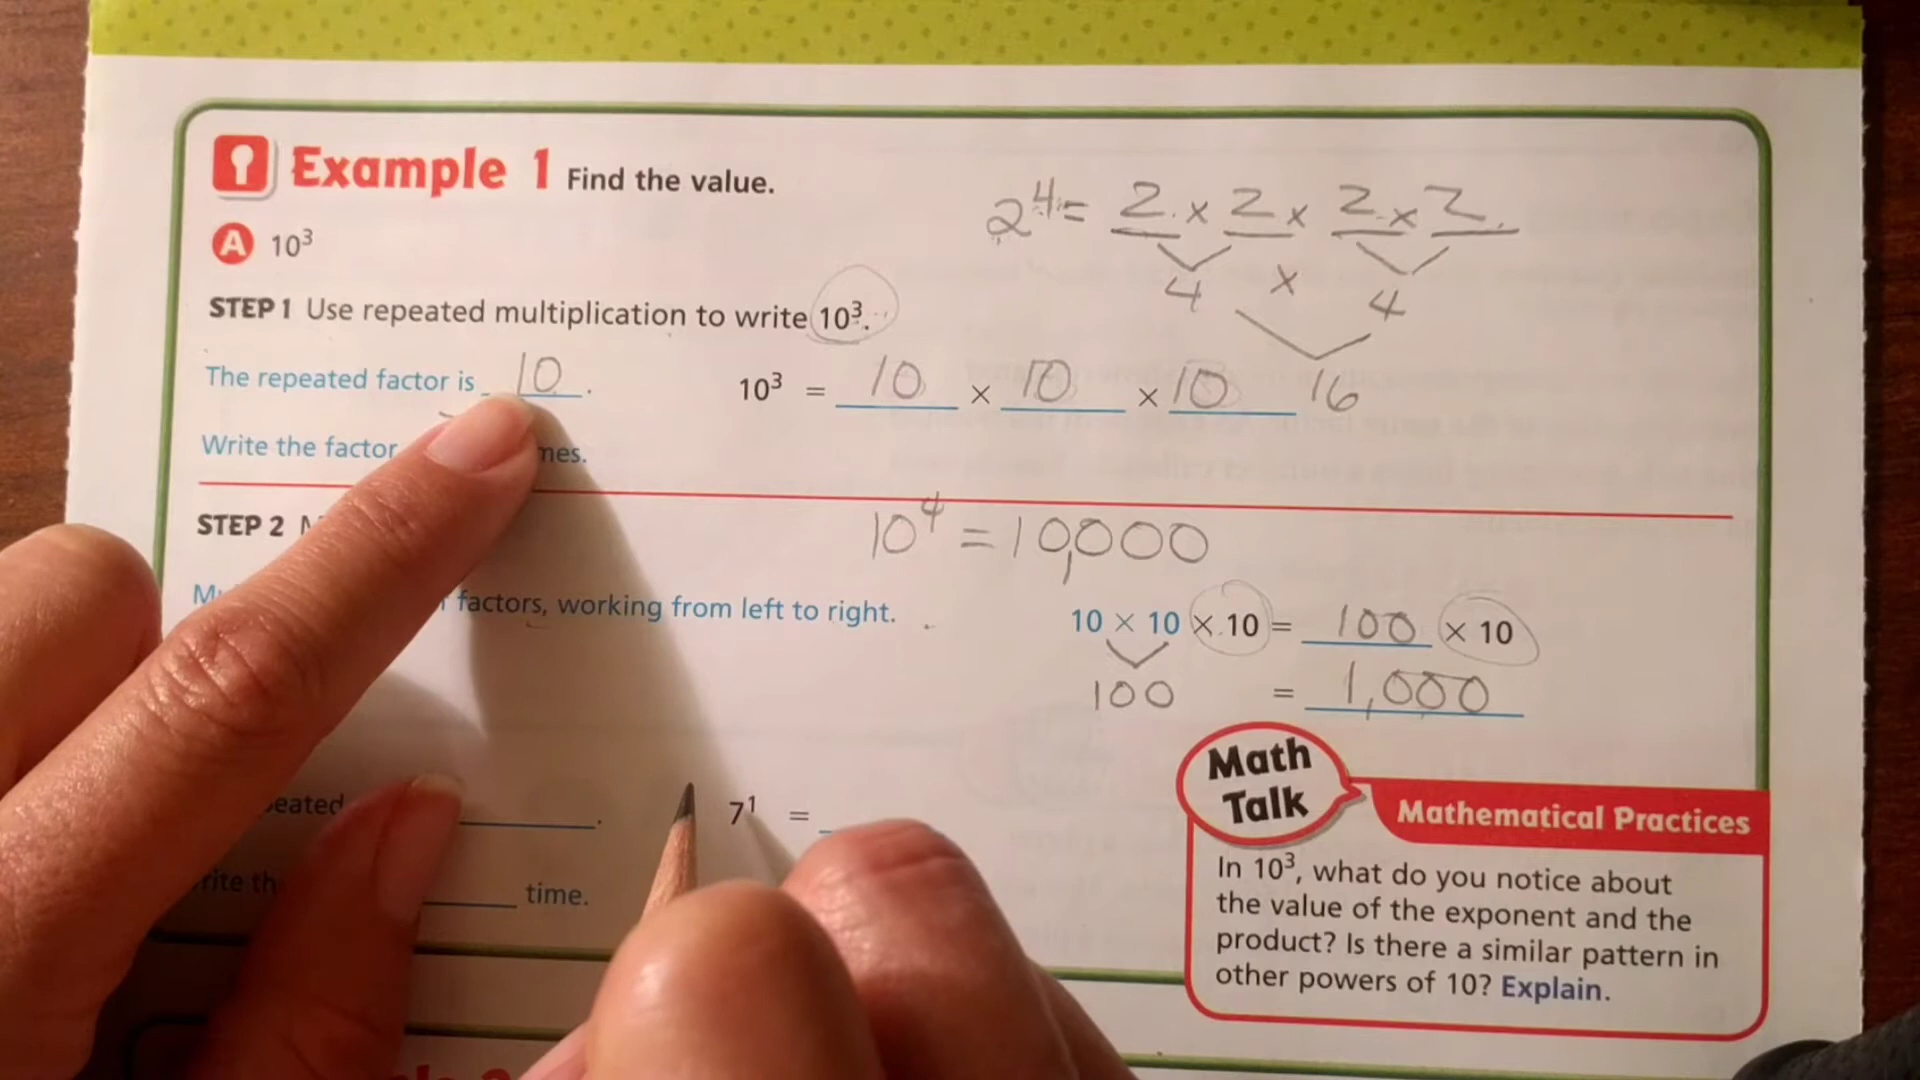 Example 1 Find the value.
2⁴ = 2 × 2 × 2 × 2
A 10³
4 × 4
STEP 1 Use repeated multiplication to write 10³.
The repeated factor is 10. 10³ = 10 × 10 × 10
16
Write the factor
STEP 2
10⁴ = 10,000
factors, working from left to right.
10 × 10 × 10 = 100 × 10
100 = 1,000
7¹ =
time.
Math Talk
Mathematical Practices
In 10³, what do you notice about
the value of the exponent and the
product? Is there a similar pattern in
other powers of 10? Explain.